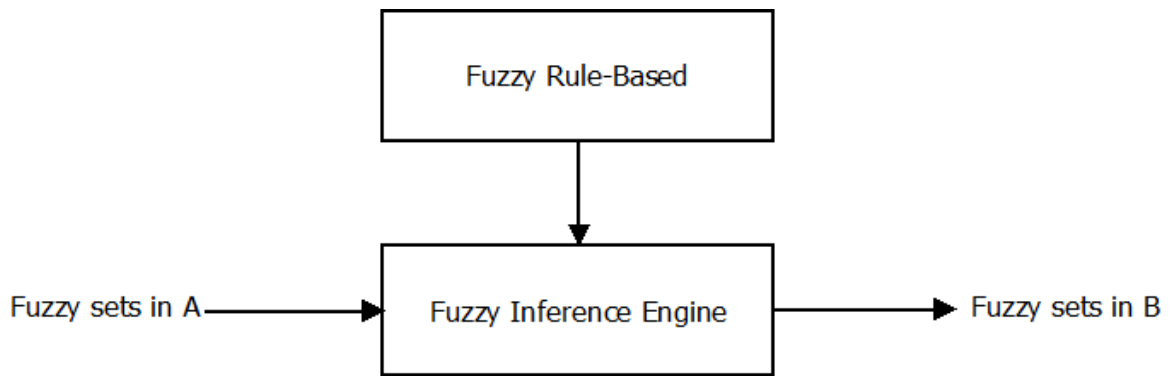 Fuzzy Rule-Based
Fuzzy sets in A
Fuzzy Inference Engine
Fuzzy sets in B